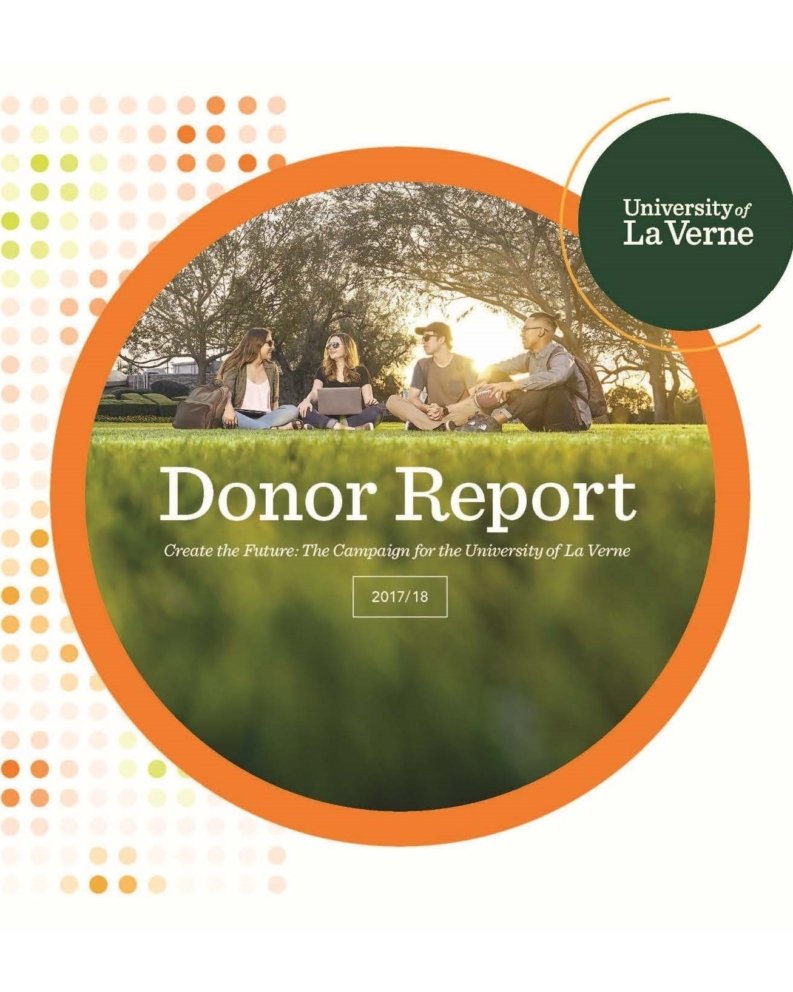 University of
La Verne
Donor Report
Create the Future: The Campaign for the University of La Verne
2017/18